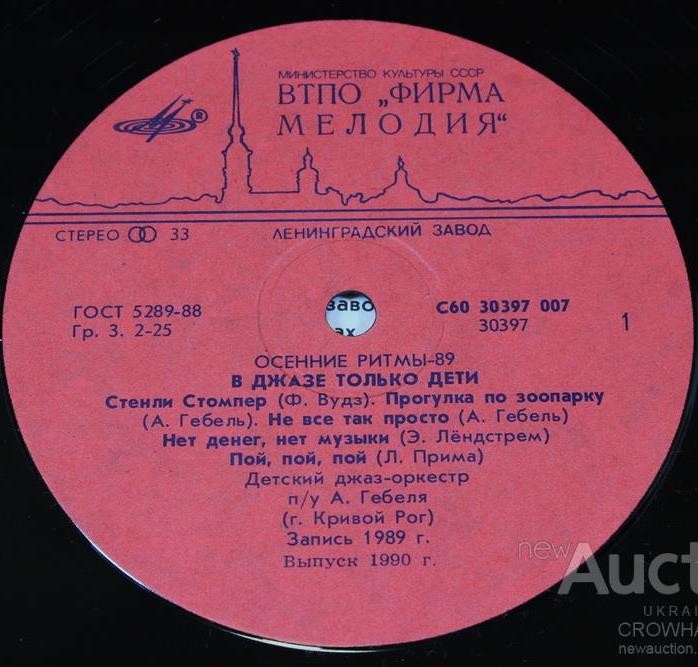 МИНИСТЕРСТВО КУЛЬТУРЫ СССР
ВТПО „ФИРМА
МЕЛОДИЯ“
®
СТЕРЕО 33
ЛЕНИНГРАДСКИЙ ЗАВОД
ГОСТ 5289-88
Гр. 3. 2-25
заво
ах
С60 30397 007
30397
1
ОСЕННИЕ РИТМЫ-89
В ДЖАЗЕ ТОЛЬКО ДЕТИ
Стенли Стомпер (Ф. Вудз). Прогулка по зоопарку
(А. Гебель). Не все так просто (А. Гебель)
Нет денег, нет музыки (Э. Лёндстрем)
Пой, пой, пой (Л. Прима)
Детский джаз-оркестр
п/у А. Гебеля
(г. Кривой Рог)
Запись 1989 г.
Выпуск 1990 г.
new
Auct
UKRAI
CROWHA
newauction.